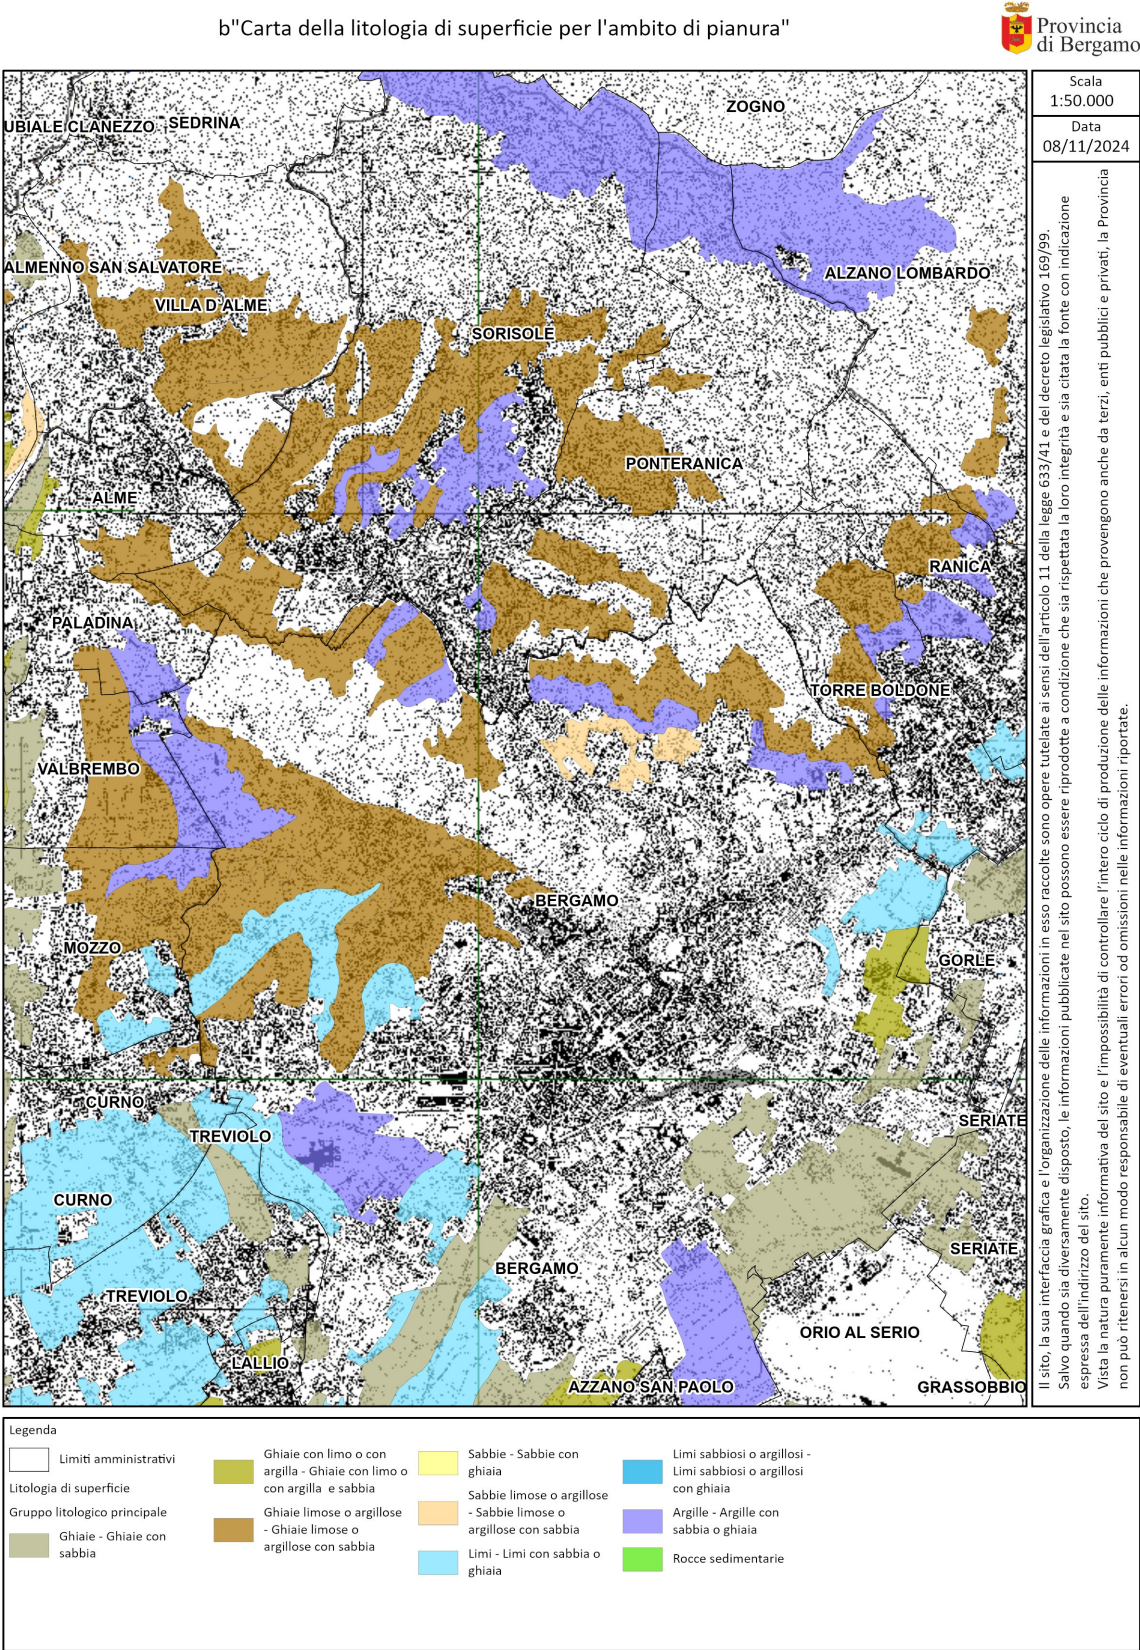 b"Carta della litologia di superficie per l'ambito di pianura"
Provincia
di Bergamo
Scala
1:50.000
Data
08/11/2024
Il sito, la sua interfaccia grafica e l'organizzazione delle informazioni in esso raccolte sono opere tutelate ai sensi dell'articolo 11 della legge 633/41 e del decreto legislativo 169/99.
Salvo quando sia diversamente disposto, le informazioni pubblicate nel sito possono essere riprodotte a condizione che sia rispettata la loro integrità e sia citata la fonte con indicazione
espressa dell'indirizzo del sito.
Vista la natura puramente informativa del sito e l'impossibilità di controllare l'intero ciclo di produzione delle informazioni che provengono anche da terzi, enti pubblici e privati, la Provincia
non può ritenersi in alcun modo responsabile di eventuali errori od omissioni nelle informazioni riportate.
ZOGNO
UBIALE CLANEZZO
SEDRINA
ALMENNO SAN SALVATORE
ALZANO LOMBARDO
VILLA D`ALME
SORISOLE
PONTERANICA
ALME
RANICA
PALADINA
TORRE BOLDONE
VALBREMBO
BERGAMO
MOZZO
GORLE
CURNO
SERIATE
TREVIOLO
CURNO
SERIATE
BERGAMO
TREVIOLO
ORIO AL SERIO
LALLIO
AZZANO SAN PAOLO
GRASSOBBIO
Legenda
Limiti amministrativi
Litologia di superficie
Gruppo litologico principale
Ghiaie - Ghiaie con
sabbia
Ghiaie con limo o con
argilla - Ghiaie con limo o
con argilla e sabbia
Ghiaie limose o argillose
- Ghiaie limose o
argillose con sabbia
Sabbie - Sabbie con
ghiaia
Sabbie limose o argillose
- Sabbie limose o
argillose con sabbia
Limi - Limi con sabbia o
ghiaia
Limi sabbiosi o argillosi -
Limi sabbiosi o argillosi
con ghiaia
Argille - Argille con
sabbia o ghiaia
Rocce sedimentarie